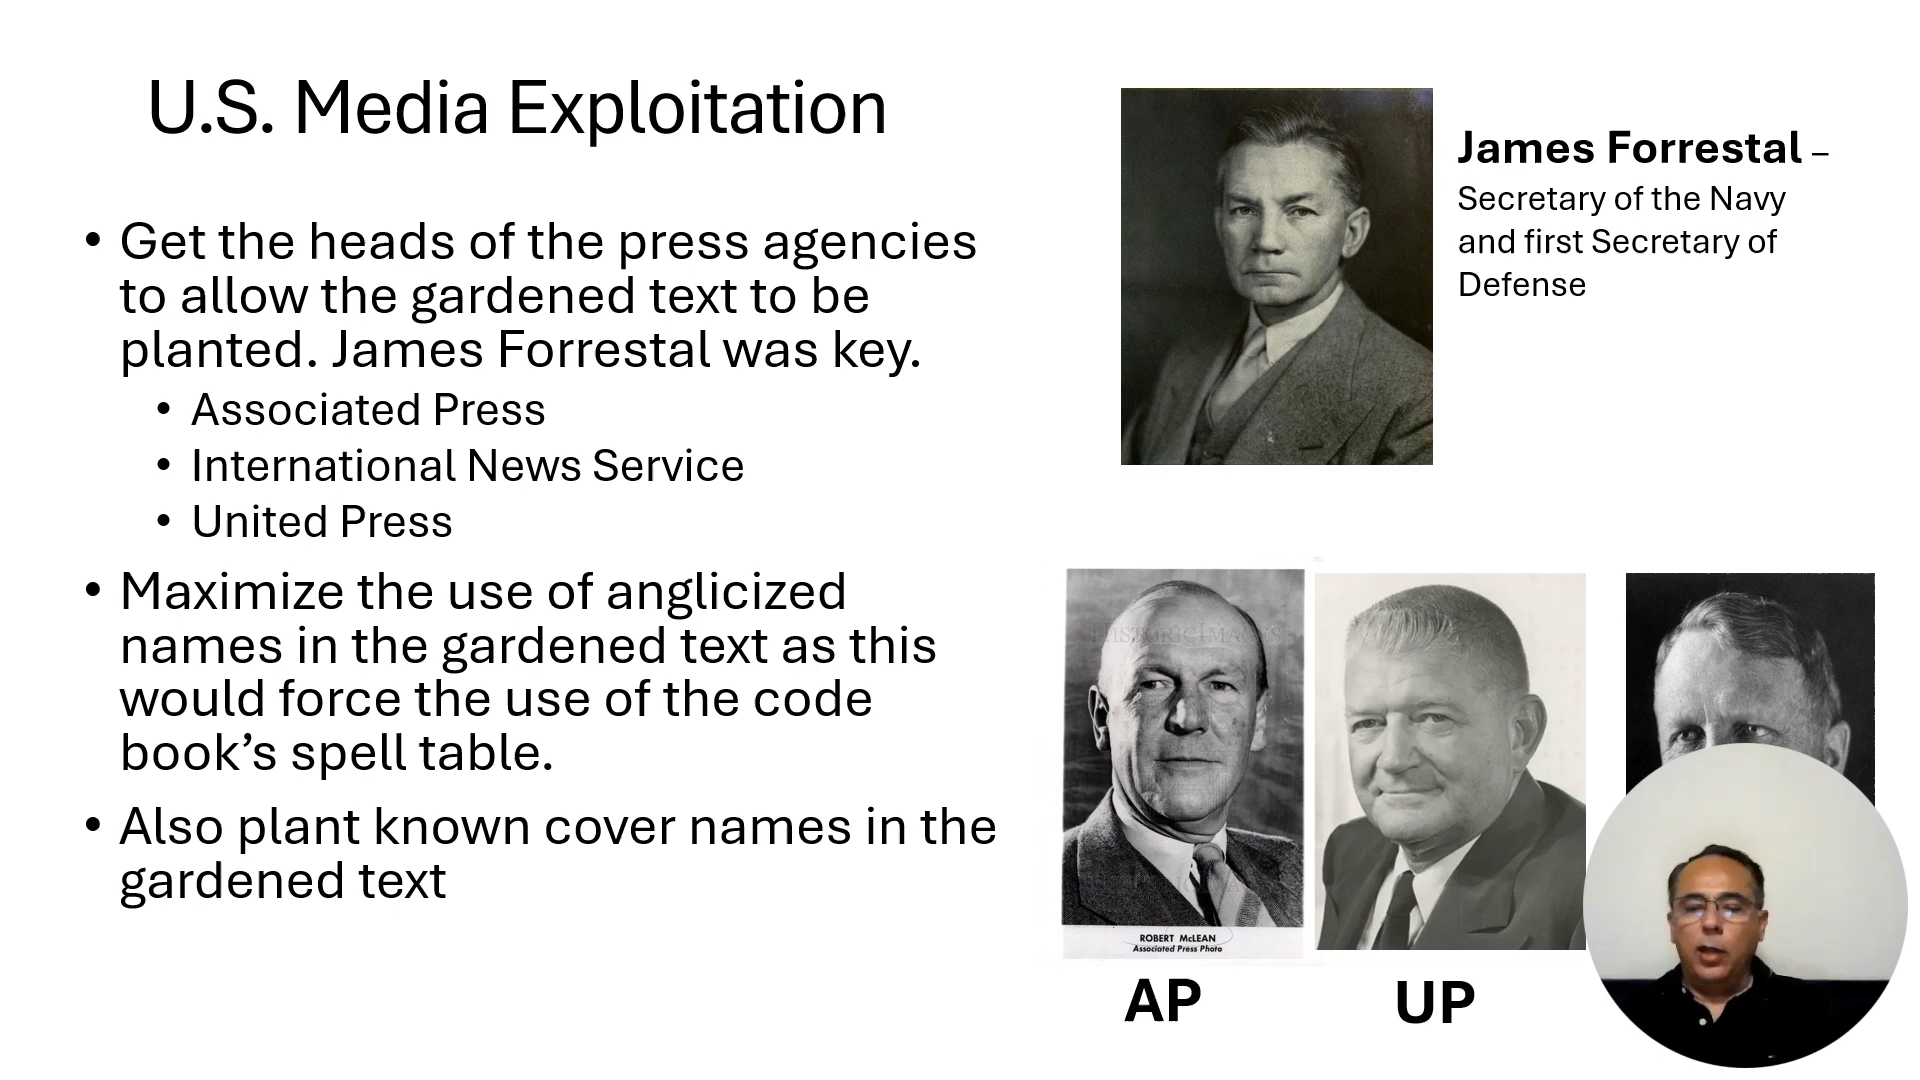 U.S. Media Exploitation
• Get the heads of the press agencies
to allow the gardened text to be
planted. James Forrestal was key.
• Associated Press
• International News Service
• United Press
• Maximize the use of anglicized
names in the gardened text as this
would force the use of the code
book’s spell table.
• Also plant known cover names in the
gardened text
James Forrestal –
Secretary of the Navy
and first Secretary of
Defense
HISTORICIMAGES
ROBERT McLEAN
Associated Press Photo
AP
UP